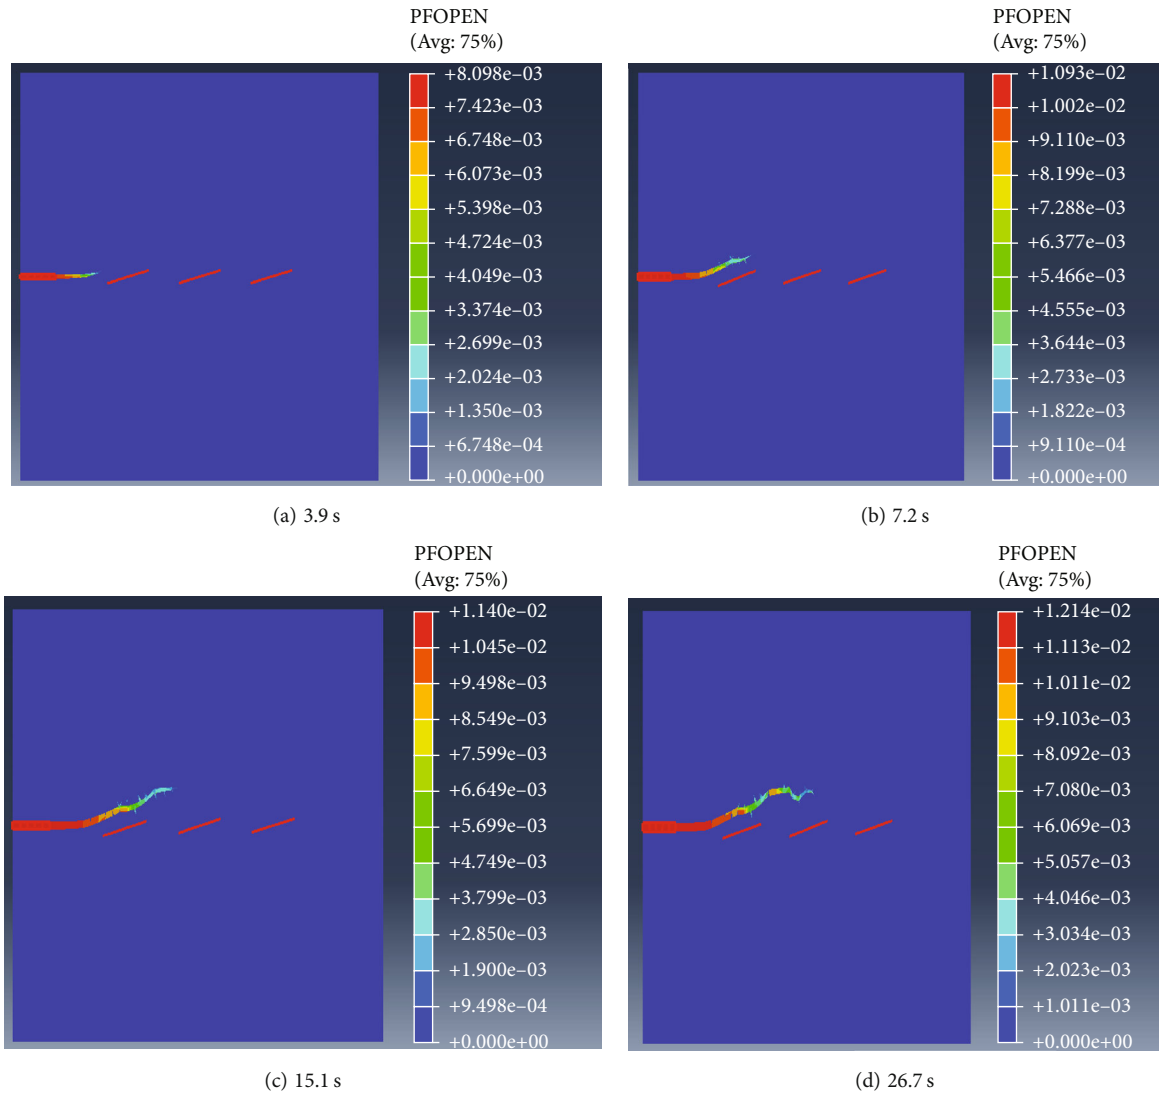 PFOPEN
(Avg: 75%)
+8.098e–03
+7.423e–03
+6.748e–03
+6.073e–03
+5.398e–03
+4.724e–03
+4.049e–03
+3.374e–03
+2.699e–03
+2.024e–03
+1.350e–03
+6.748e–04
+0.000e+00
(a) 3.9 s
PFOPEN
(Avg: 75%)
+1.093e–02
+1.002e–02
+9.110e–03
+8.199e–03
+7.288e–03
+6.377e–03
+5.466e–03
+4.555e–03
+3.644e–03
+2.733e–03
+1.822e–03
+9.110e–04
+0.000e+00
(b) 7.2 s
PFOPEN
(Avg: 75%)
+1.140e–02
+1.045e–02
+9.498e–03
+8.549e–03
+7.599e–03
+6.649e–03
+5.699e–03
+4.749e–03
+3.799e–03
+2.850e–03
+1.900e–03
+9.498e–04
+0.000e+00
(c) 15.1 s
PFOPEN
(Avg: 75%)
+1.214e–02
+1.113e–02
+1.011e–02
+9.103e–03
+8.092e–03
+7.080e–03
+6.069e–03
+5.057e–03
+4.046e–03
+3.034e–03
+2.023e–03
+1.011e–03
+0.000e+00
(d) 26.7 s